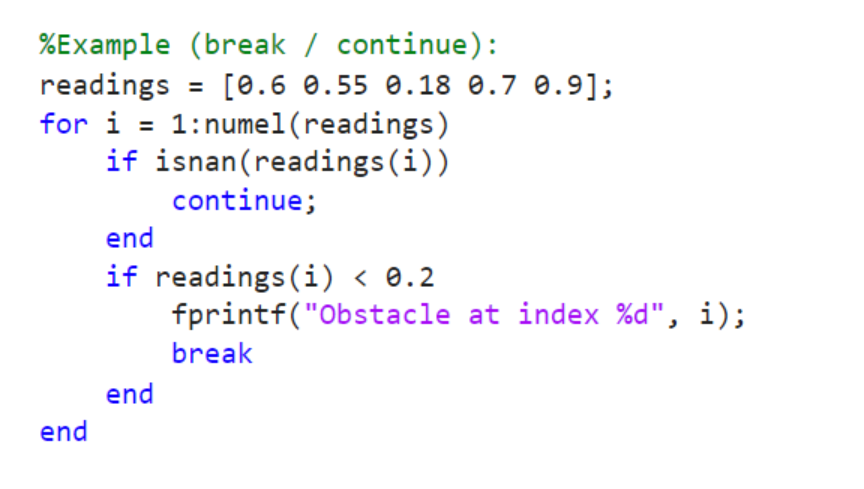 %Example (break / continue):
readings = [0.6 0.55 0.18 0.7 0.9];
for i = 1:numel(readings)
    if isnan(readings(i))
        continue;
    end
    if readings(i) < 0.2
        fprintf("Obstacle at index %d", i);
        break
    end
end